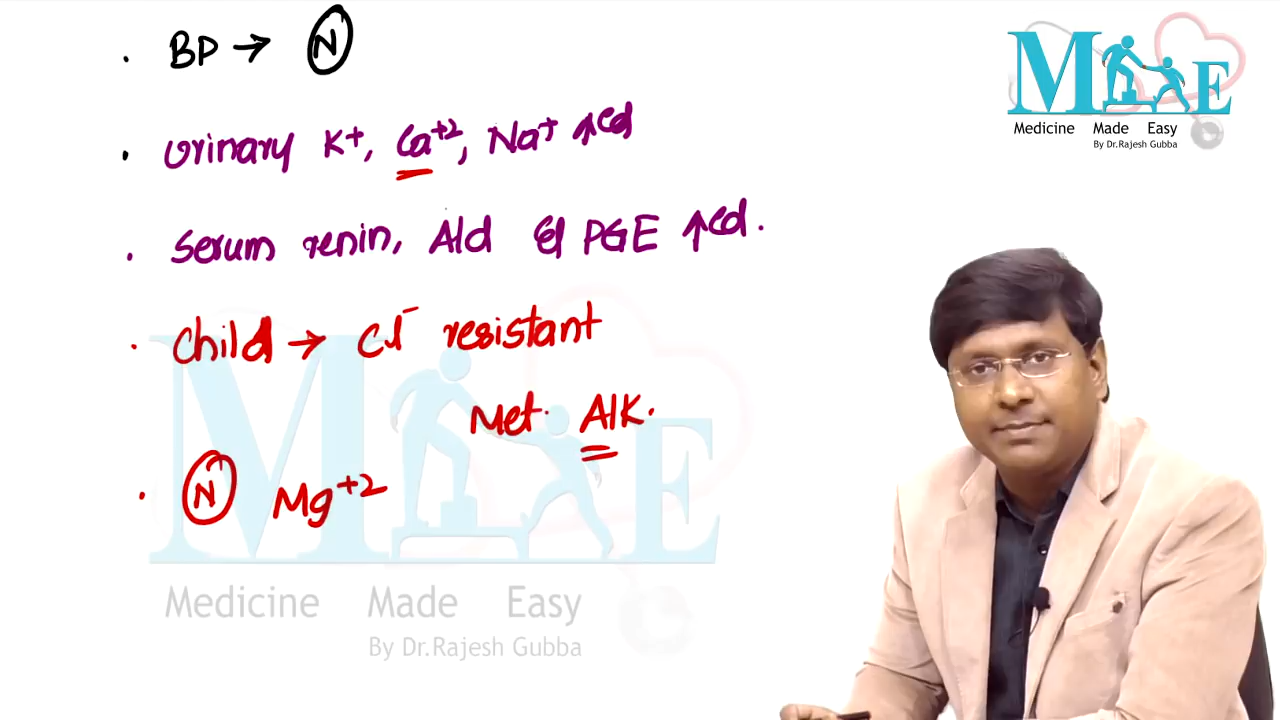 . BP → N
M E
Medicine Made Easy
By Dr.Rajesh Gubba
. Urinary K+, Ca+2, Na+ ↑ed
. Serum renin, Ald & PGE ↑ed.
. Child → Cl- resistant
Met. Alk.
. N Mg+2
M E
Medicine Made Easy
By Dr.Rajesh Gubba